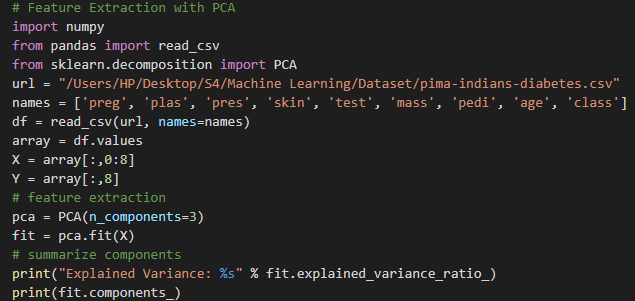 # Feature Extraction with PCA
import numpy
from pandas import read_csv
from sklearn.decomposition import PCA
url = "/Users/HP/Desktop/S4/Machine Learning/Dataset/pima-indians-diabetes.csv"
names = ['preg', 'plas', 'pres', 'skin', 'test', 'mass', 'pedi', 'age', 'class']
df = read_csv(url, names=names)
array = df.values
X = array[:,0:8]
Y = array[:,8]
# feature extraction
pca = PCA(n_components=3)
fit = pca.fit(X)
# summarize components
print("Explained Variance: %s" % fit.explained_variance_ratio_)
print(fit.components_)